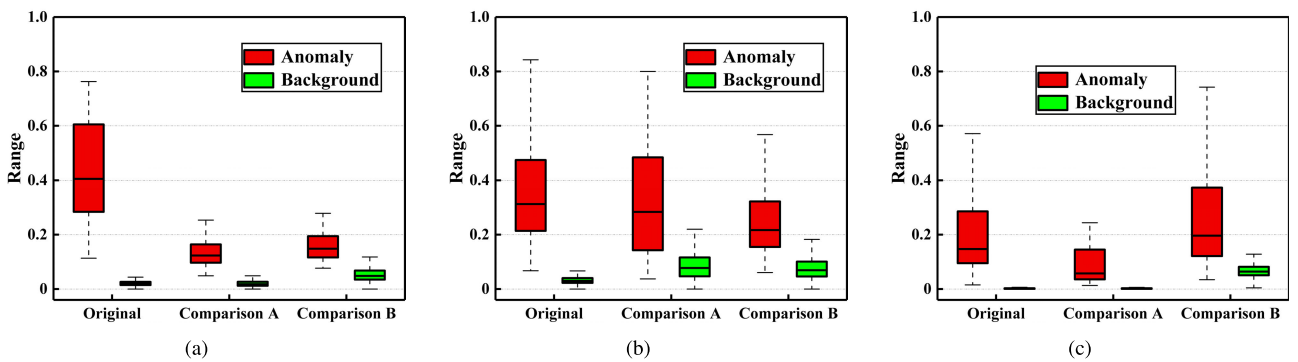 1.0
0.8
0.6
0.4
0.2
0
Range
Anomaly
Background
Original
Comparison A
Comparison B
(a)
1.0
0.8
0.6
0.4
0.2
0
Range
Anomaly
Background
Original
Comparison A
Comparison B
(b)
1.0
0.8
0.6
0.4
0.2
0
Range
Anomaly
Background
Original
Comparison A
Comparison B
(c)